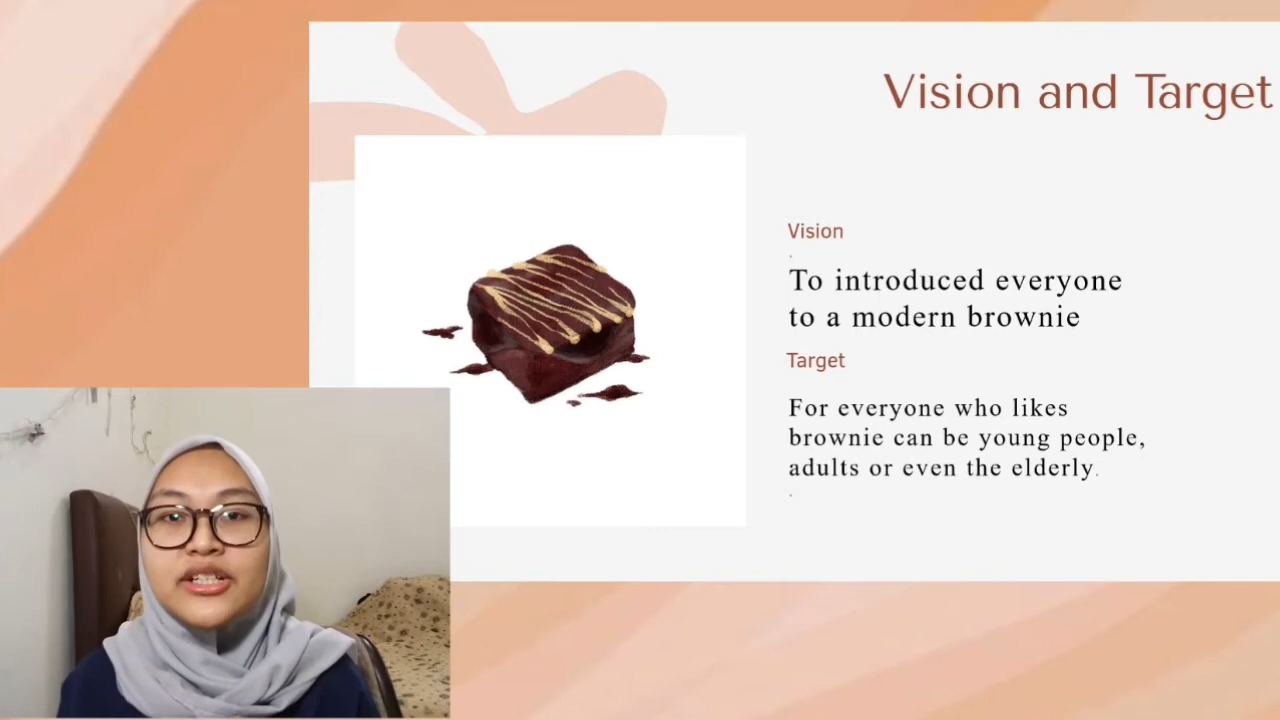 Vision and Target
Vision
To introduced everyone
to a modern brownie
Target
For everyone who likes
brownie can be young people,
adults or even the elderly.